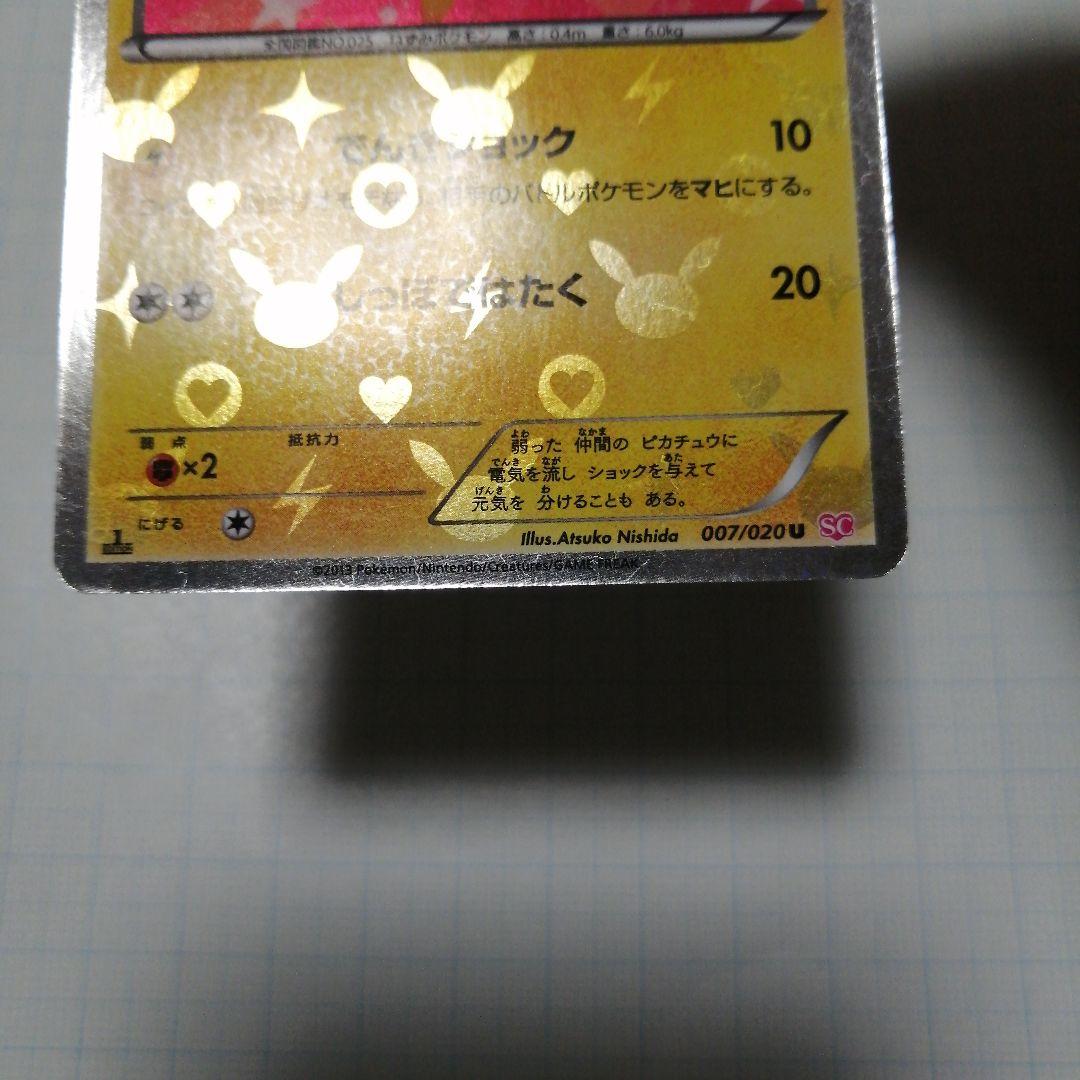 全国図鑑NO.025 ねずみポケモン 高さ:0.4m 重さ:6.0kg
でんきショック 10
のバトルポケモンをマヒにする。
しっぽではたく 20
弱点 抵抗力
×2
にげる
弱った 仲間の ピカチュウに
電気を流し ショックを与えて
元気を 分けることも ある。
1 EDITION
Illus.Atsuko Nishida 007/020 U SC
©2013 Pokémon/Nintendo/Creatures/GAME FREAK